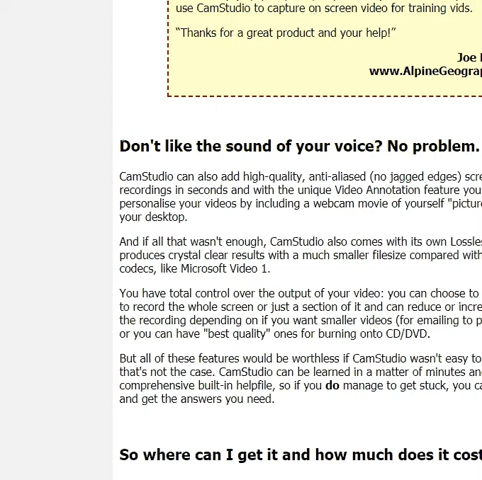 use CamStudio to capture on screen video for training vids.
“Thanks for a great product and your help!”
Joe
www.AlpineGeogra
Don't like the sound of your voice? No problem.
CamStudio can also add high-quality, anti-aliased (no jagged edges) scre
recordings in seconds and with the unique Video Annotation feature you
personalise your videos by including a webcam movie of yourself "pictur
your desktop.
And if all that wasn't enough, CamStudio also comes with its own Lossle
produces crystal clear results with a much smaller filesize compared with
codecs, like Microsoft Video 1.
You have total control over the output of your video: you can choose to
to record the whole screen or just a section of it and can reduce or incre
the recording depending on if you want smaller videos (for emailing to p
or you can have "best quality" ones for burning onto CD/DVD.
But all of these features would be worthless if CamStudio wasn't easy to
that's not the case. CamStudio can be learned in a matter of minutes an
comprehensive built-in helpfile, so if you do manage to get stuck, you ca
and get the answers you need.
So where can I get it and how much does it cost